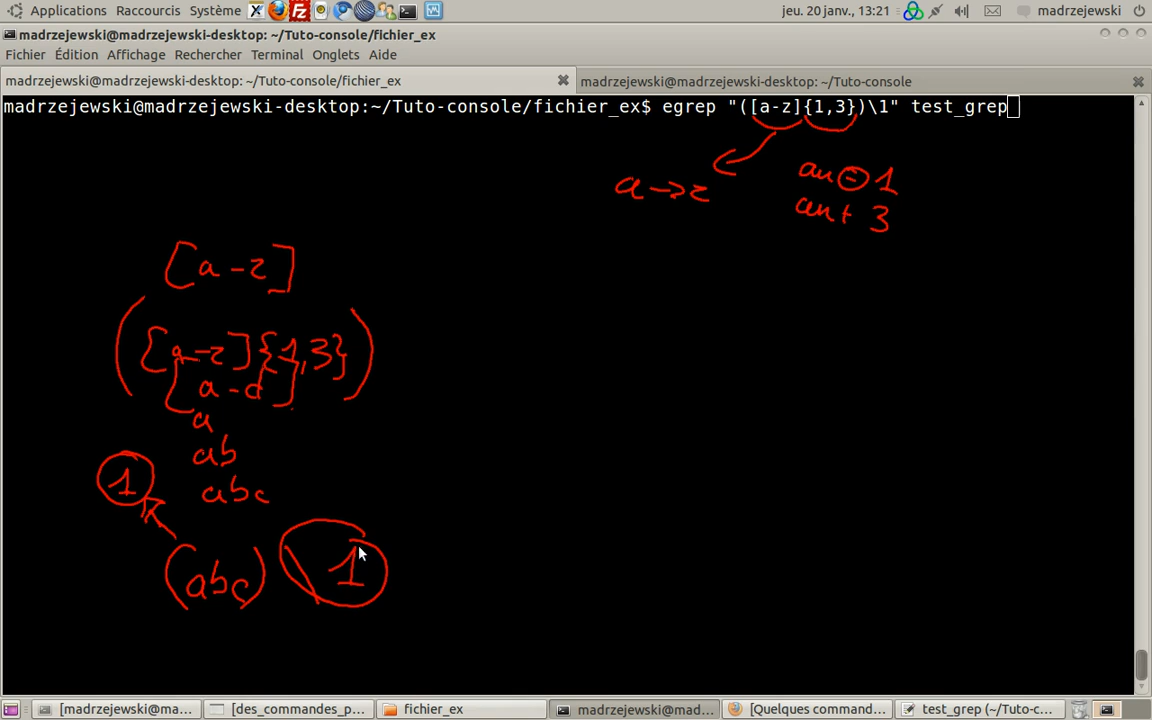 Applications Raccourcis Système jeu. 20 janv., 13:21 madrzejewski
madrzejewski@madrzejewski-desktop: ~/Tuto-console/fichier_ex
Fichier Édition Affichage Rechercher Terminal Onglets Aide
madrzejewski@madrzejewski-desktop: ~/Tuto-console/fichier_ex madrzejewski@madrzejewski-desktop: ~/Tuto-console
madrzejewski@madrzejewski-desktop:~/Tuto-console/fichier_ex$ egrep "([a-z]{1,3})\1" test_grep
a → z
au - 1
au + 3
[a-z]
([a-z]{1,3})
[a-d]
a
ab
abc
1
(abc) \1
[madrzejewski@ma... [des_commandes_p... fichier_ex madrzejewski@mad... [Quelques command... test_grep (~/Tuto-c...